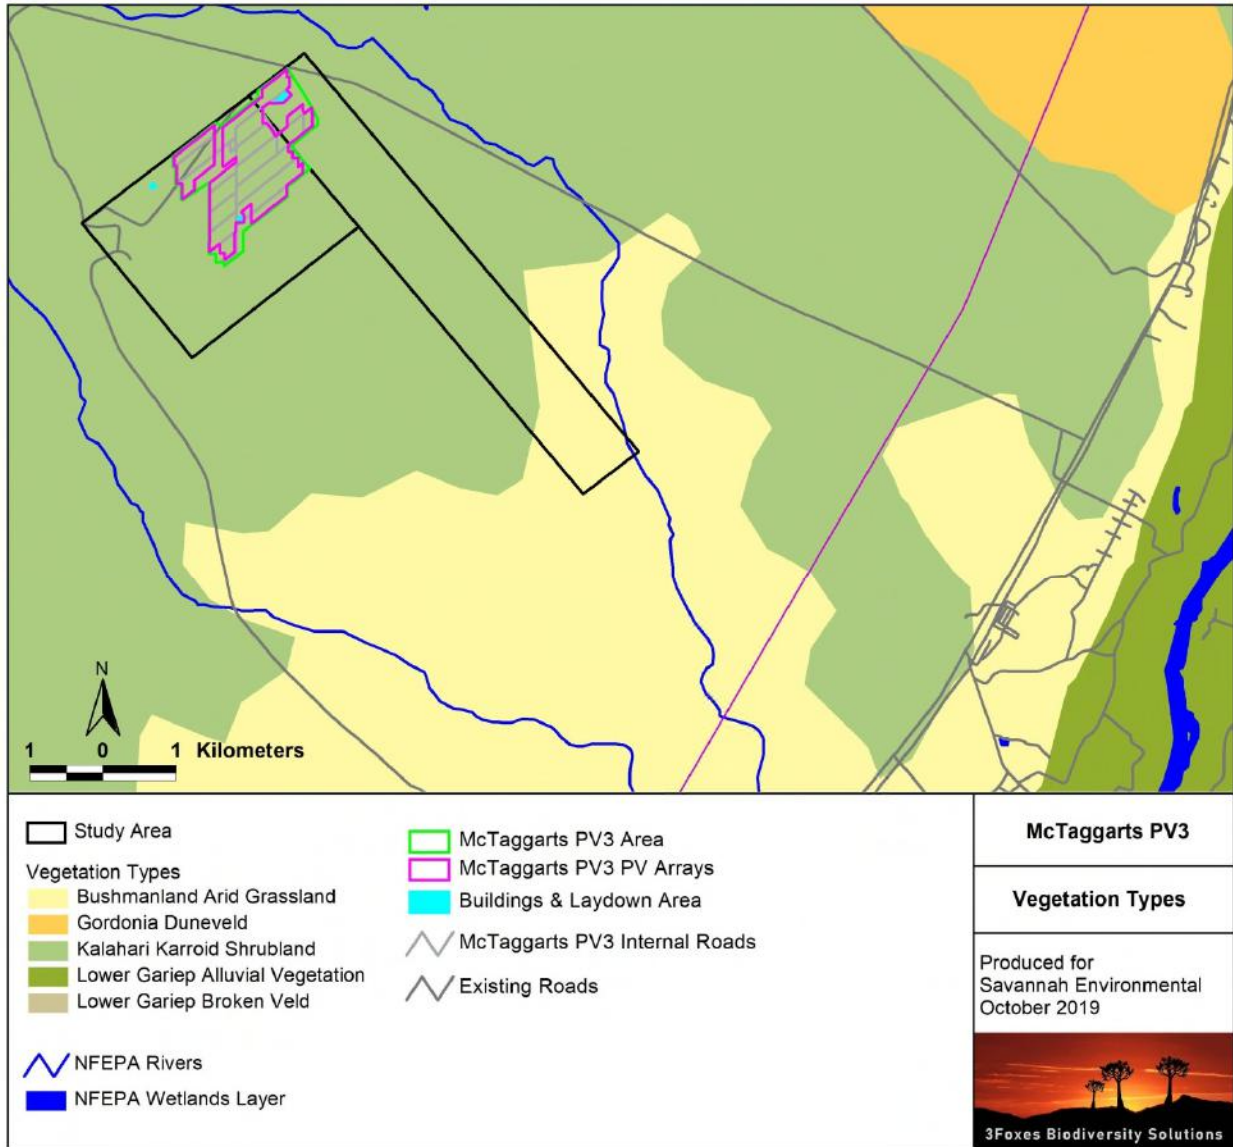 N
1 0 1 Kilometers
Study Area
Vegetation Types
Bushmanland Arid Grassland
Gordonia Duneveld
Kalahari Karroid Shrubland
Lower Gariep Alluvial Vegetation
Lower Gariep Broken Veld
NFEPA Rivers
NFEPA Wetlands Layer
McTaggarts PV3 Area
McTaggarts PV3 PV Arrays
Buildings & Laydown Area
McTaggarts PV3 Internal Roads
Existing Roads
McTaggarts PV3
Vegetation Types
Produced for
Savannah Environmental
October 2019
3Foxes Biodiversity Solutions